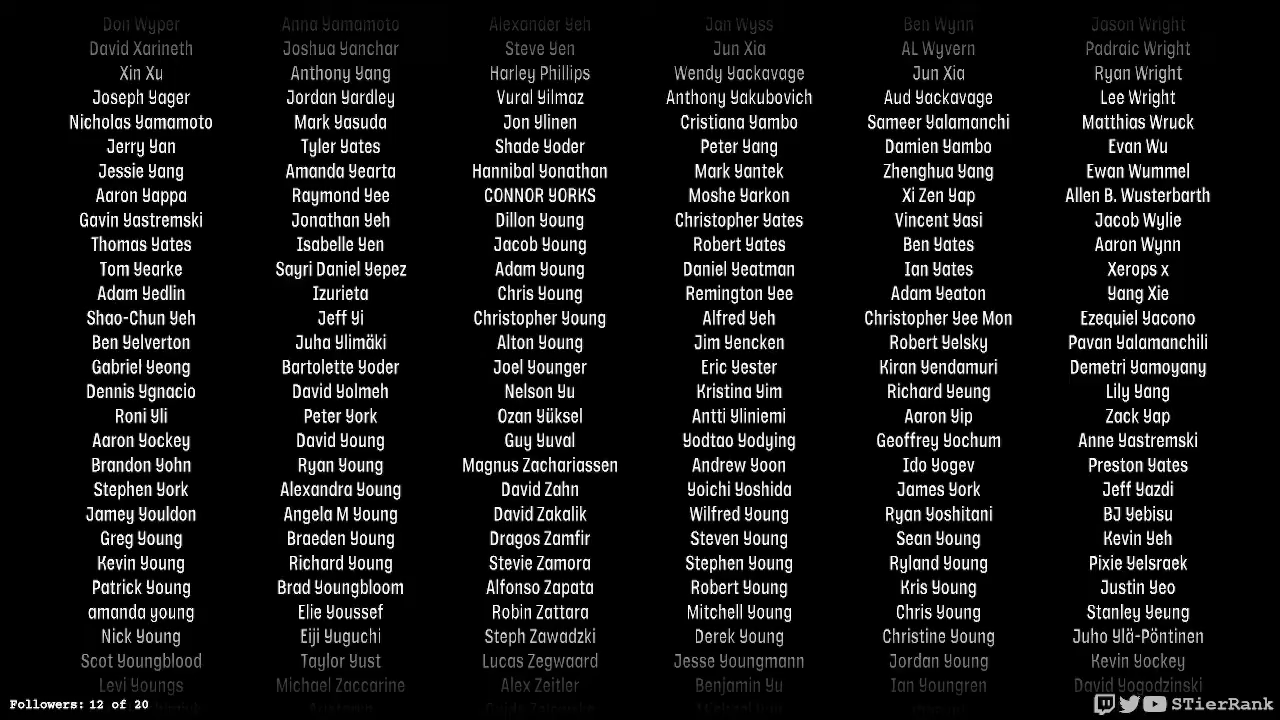 Don Wyper Anna Yamamoto Alexander Yeh Jan Wyss Ben Wynn Jason Wright
David Xarineth Joshua Yanchar Steve Yen Jun Xia AL Wyvern Padraic Wright
Xin Xu Anthony Yang Harley Phillips Wendy Yackavage Jun Xia Ryan Wright
Joseph Yager Jordan Yardley Vural Yilmaz Anthony Yakubovich Aud Yackavage Lee Wright
Nicholas Yamamoto Mark Yasuda Jon Ylinen Cristiana Yambo Sameer Yalamanchi Matthias Wruck
Jerry Yan Tyler Yates Shade Yoder Peter Yang Damien Yambo Evan Wu
Jessie Yang Amanda Yearta Hannibal Yonathan Mark Yantek Zhenghua Yang Ewan Wummel
Aaron Yappa Raymond Yee CONNOR YORKS Moshe Yarkon Xi Zen Yap Allen B. Wusterbarth
Gavin Yastremski Jonathan Yeh Dillon Young Christopher Yates Vincent Yasi Jacob Wylie
Thomas Yates Isabelle Yen Jacob Young Robert Yates Ben Yates Aaron Wynn
Tom Yearke Sayri Daniel Yepez Adam Young Daniel Yeatman Ian Yates Xerops x
Adam Yedlin Izurieta Chris Young Remington Yee Adam Yeaton Yang Xie
Shao-Chun Yeh Jeff Yi Christopher Young Alfred Yeh Christopher Yee Mon Ezequiel Yacono
Ben Yelverton Juha Ylimäki Alton Young Jim Yencken Robert Yelsky Pavan Yalamanchili
Gabriel Yeong Bartolette Yoder Joel Younger Eric Yester Kiran Yendamuri Demetri Yamoyany
Dennis Ygnacio David Yolmeh Nelson Yu Kristina Yim Richard Yeung Lily Yang
Roni Yli Peter York Ozan Yüksel Antti Yliniemi Aaron Yip Zack Yap
Aaron Yockey David Young Guy Yuval Yodtao Yodying Geoffrey Yochum Anne Yastremski
Brandon Yohn Ryan Young Magnus Zachariassen Andrew Yoon Ido Yogev Preston Yates
Stephen York Alexandra Young David Zahn Yoichi Yoshida James York Jeff Yazdi
Jamey Youldon Angela M Young David Zakalik Wilfred Young Ryan Yoshitani BJ Yebisu
Greg Young Braeden Young Dragos Zamfir Steven Young Sean Young Kevin Yeh
Kevin Young Richard Young Stevie Zamora Stephen Young Ryland Young Pixie Yelsraek
Patrick Young Brad Youngbloom Alfonso Zapata Robert Young Kris Young Justin Yeo
amanda young Elie Youssef Robin Zattara Mitchell Young Chris Young Stanley Yeung
Nick Young Eiji Yuguchi Steph Zawadzki Derek Young Christine Young Juho Ylä-Pöntinen
Scot Youngblood Taylor Yust Lucas Zegwaard Jesse Youngmann Jordan Young Kevin Yockey
Levi Youngs Michael Zaccarine Alex Zeitler Benjamin Yu Ian Youngren David Yogodzinski
Followers: 12 of 20
STierRank